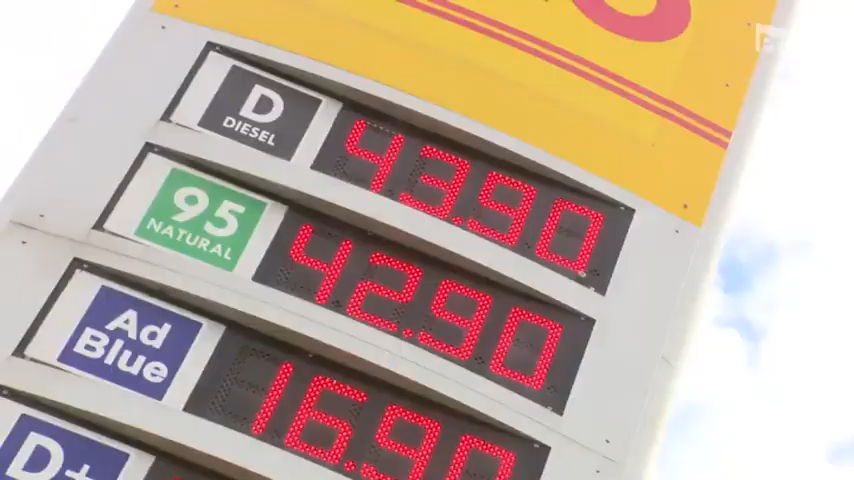 D
DIESEL
43.90
95
NATURAL
42.90
Ad
Blue
16.90
D+